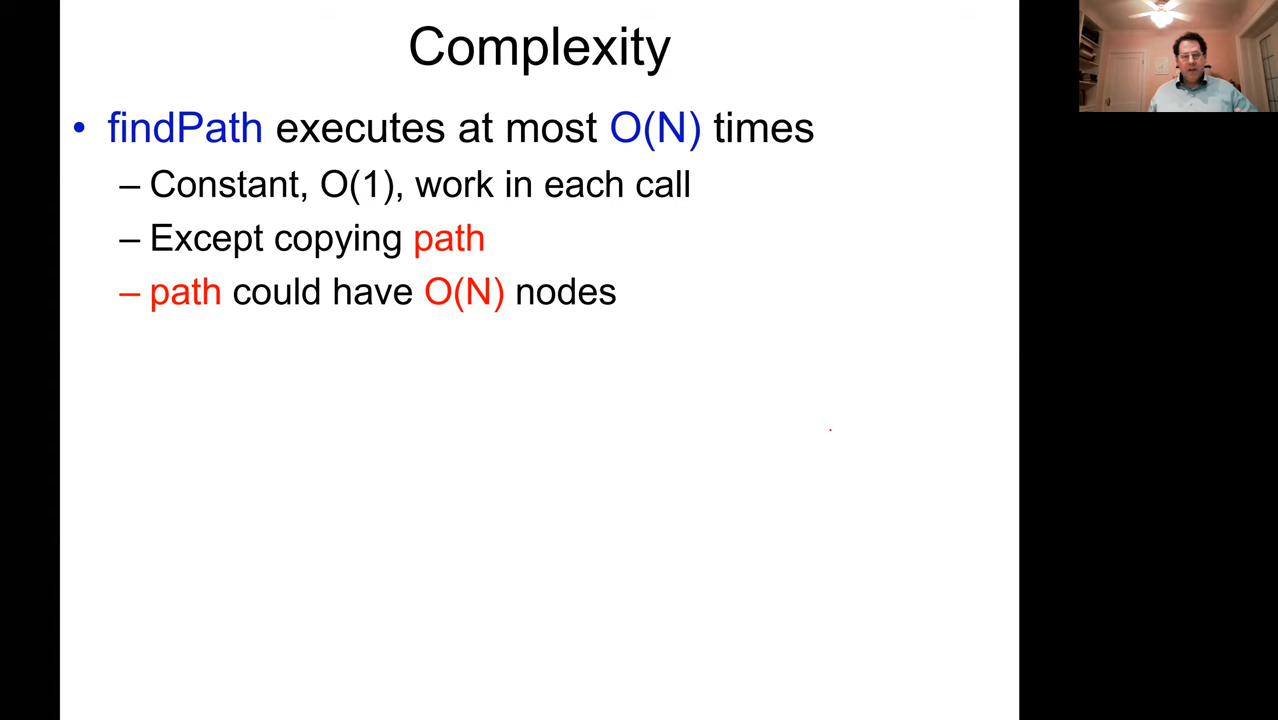 Complexity
• findPath executes at most O(N) times
– Constant, O(1), work in each call
– Except copying path
– path could have O(N) nodes